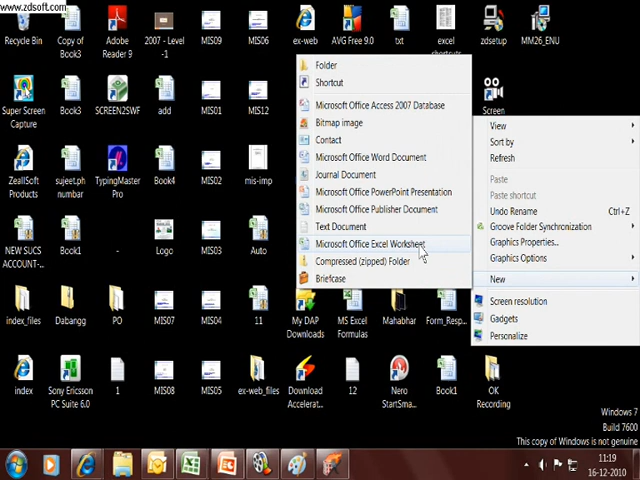 www.zdsoft.com
Recycle Bin
Copy of Book3
Adobe Reader 9
2007 - Level -1
MIS09
MIS06
ex-web
AVG Free 9.0
txt
excel shortcuts
zdsetup
MM26_ENU
Super Screen Capture
Book3
SCREEN2SWF
add
MIS01
MIS12
Screen
ZeallSoft Products
sujeet.ph numbar
TypingMaster Pro
Book4
MIS02
mis-imp
NEW SUCS ACCOUNT-...
Book1
-
Logo
MIS03
Auto
index_files
Dabangg
PO
MIS07
MIS04
11
My DAP Downloads
MS Excel Formulas
Mahabhar
Form_Resp...
index
Sony Ericsson PC Suite 6.0
1
MIS08
MIS05
ex-web_files
Download Accelerat...
12
Nero StartSma...
Book1
OK Recording
Folder
Shortcut
Microsoft Office Access 2007 Database
Bitmap image
Contact
Microsoft Office Word Document
Journal Document
Microsoft Office PowerPoint Presentation
Microsoft Office Publisher Document
Text Document
Microsoft Office Excel Worksheet
Compressed (zipped) Folder
Briefcase
View
Sort by
Refresh
Paste
Paste shortcut
Undo Rename Ctrl+Z
Groove Folder Synchronization
Graphics Properties...
Graphics Options
New
Screen resolution
Gadgets
Personalize
Windows 7
Build 7600
This copy of Windows is not genuine
11:19
16-12-2010